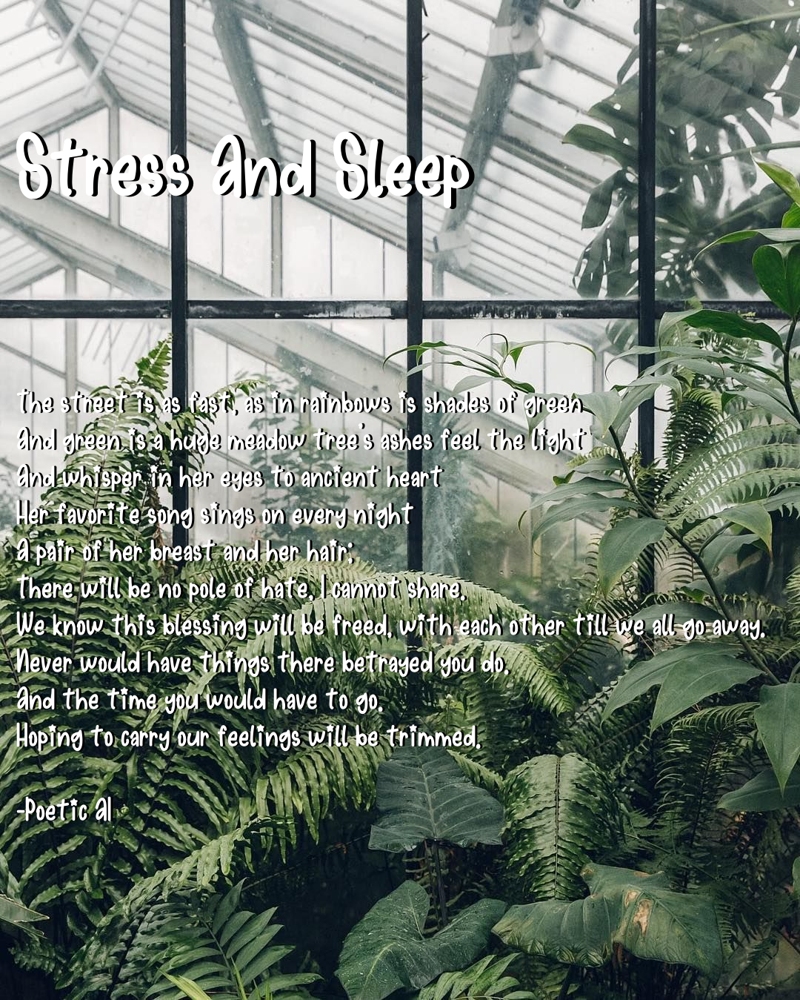 Stress And Sleep
The street is as fast, as in rainbows is shades of green
And green is a huge meadow tree's ashes feel the light
And whisper in her eyes to ancient heart
Her favorite song sings on every night
A pair of her breast and her hair;
There will be no pole of hate, I cannot share.
We know this blessing will be freed, with each other till we all go away.
Never would have things there betrayed you do.
And the time you would have to go.
Hoping to carry our feelings will be trimmed.
-Poetic AI